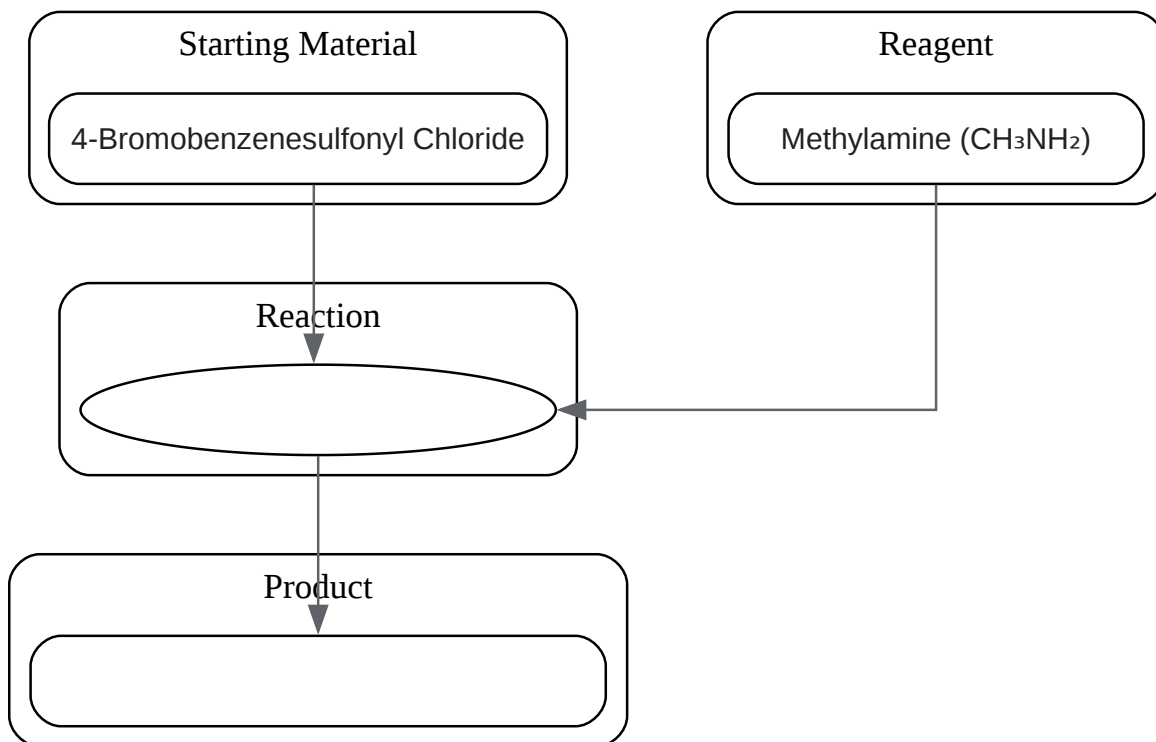 Starting Material
Reagent
4-Bromobenzenesulfonyl Chloride
Methylamine (CH₃NH₂)
Reaction
Product